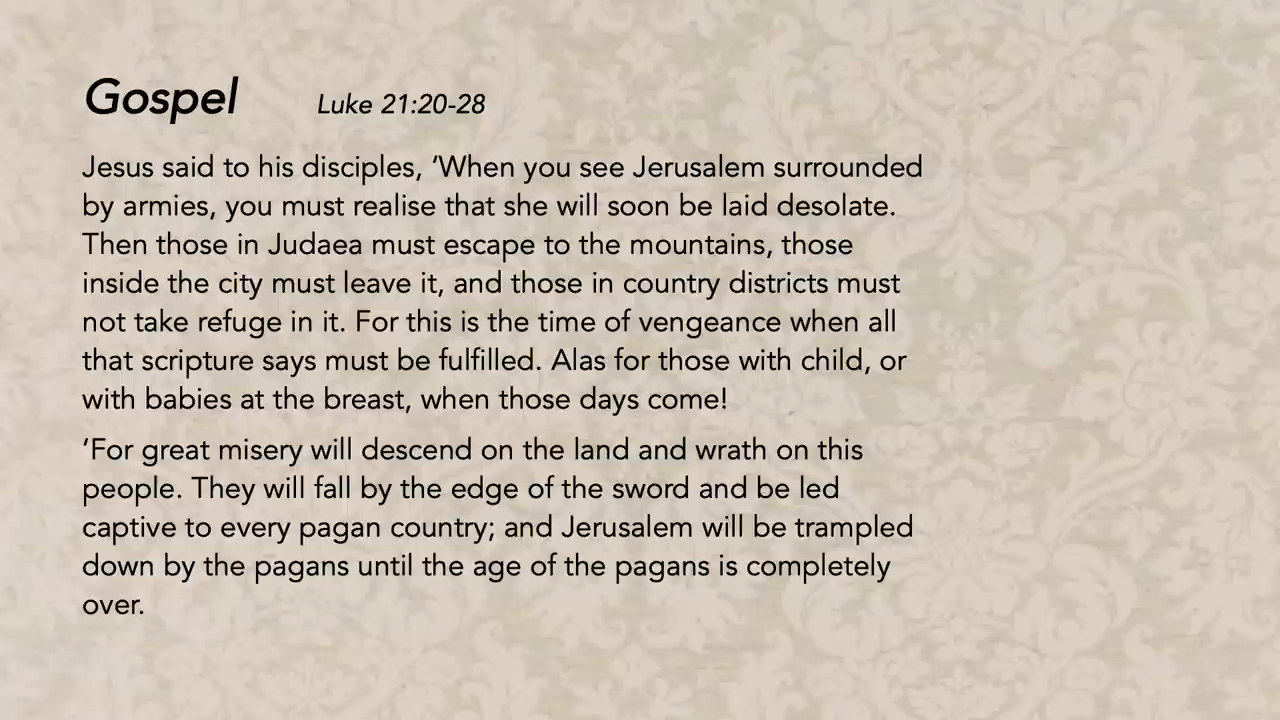 Gospel Luke 21:20-28
Jesus said to his disciples, ‘When you see Jerusalem surrounded
by armies, you must realise that she will soon be laid desolate.
Then those in Judaea must escape to the mountains, those
inside the city must leave it, and those in country districts must
not take refuge in it. For this is the time of vengeance when all
that scripture says must be fulfilled. Alas for those with child, or
with babies at the breast, when those days come!
‘For great misery will descend on the land and wrath on this
people. They will fall by the edge of the sword and be led
captive to every pagan country; and Jerusalem will be trampled
down by the pagans until the age of the pagans is completely
over.